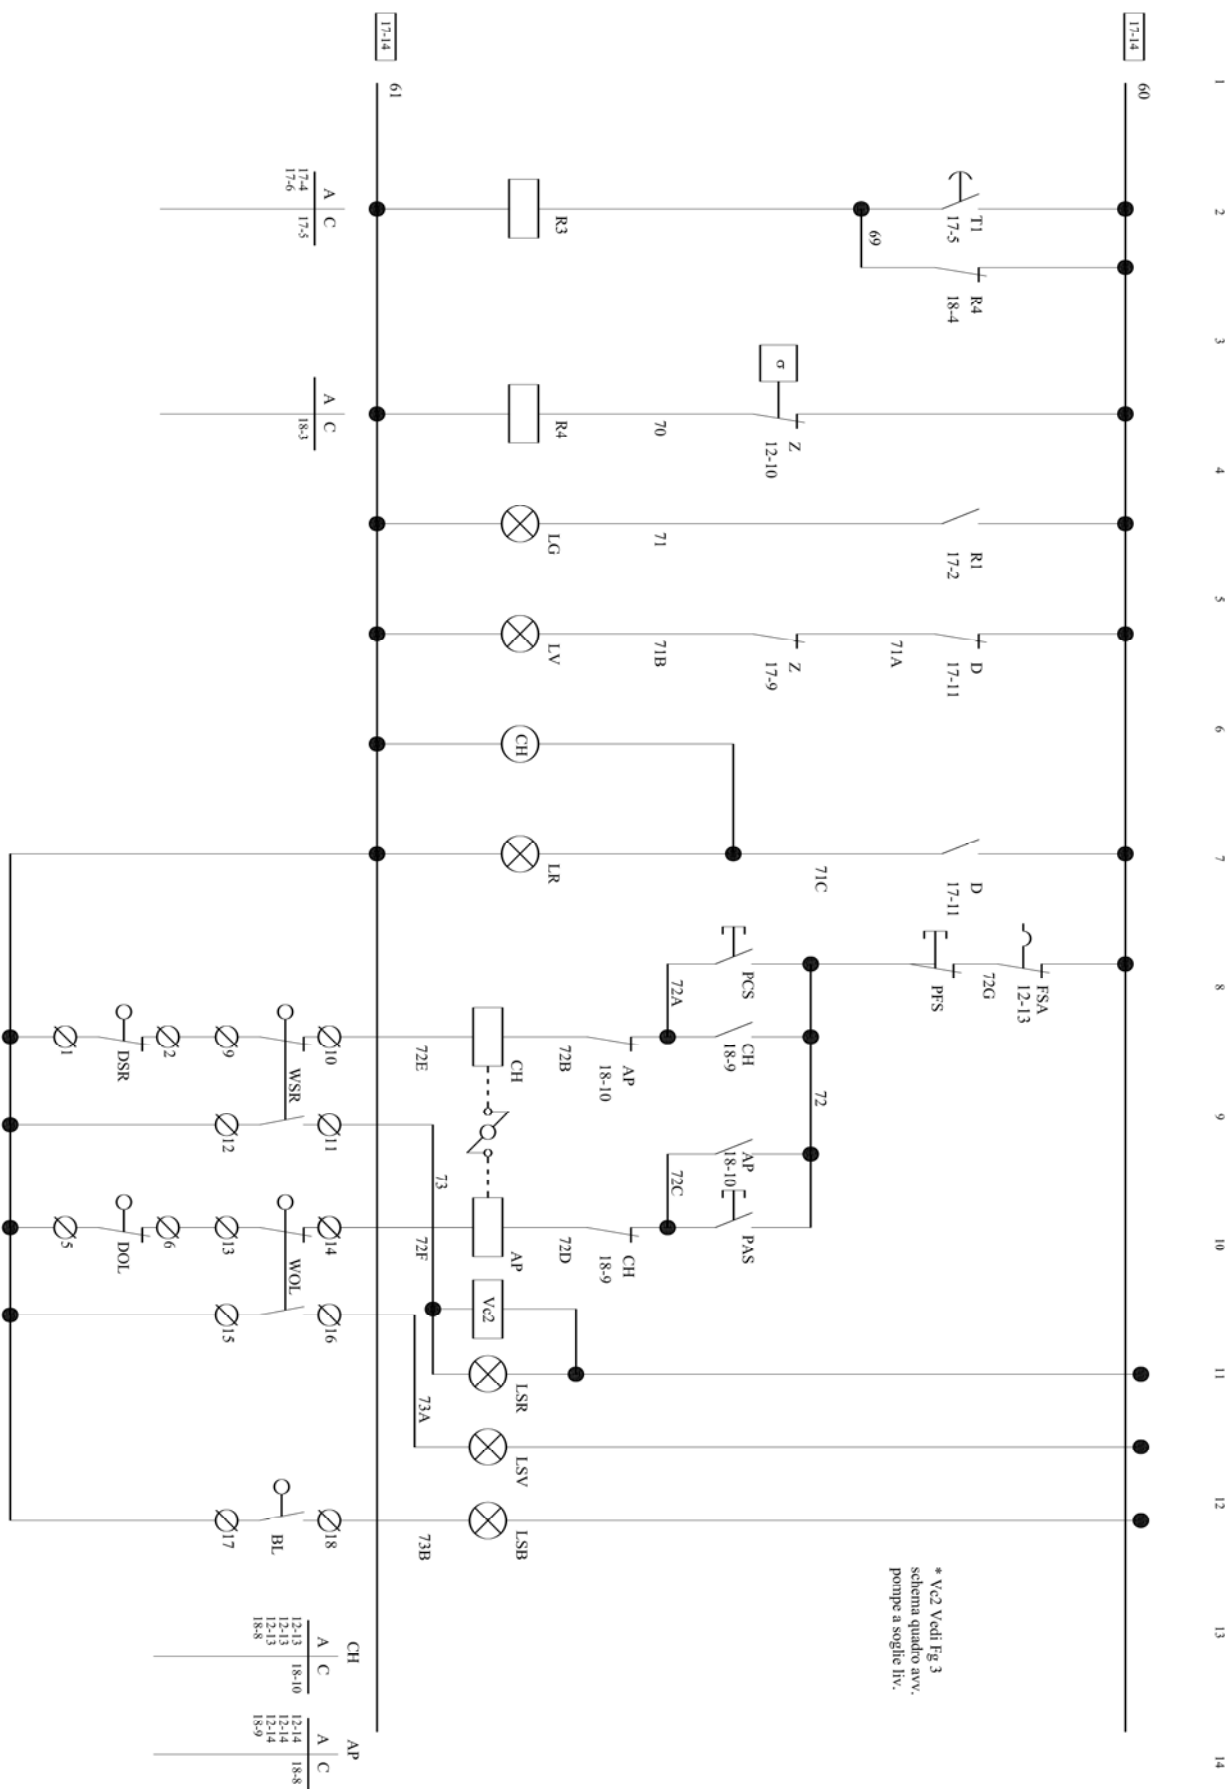 1
2
3
4
5
6
7
8
9
10
11
12
13
14
17-14
60
T1
17-5
R4
18-4
69
R3
Z
12-10
σ
70
R4
R1
17-2
71
LG
D
17-11
71A
Z
17-9
71B
LV
CH
D
17-11
71C
LR
FSA
12-13
72G
PFS
72
PCS
72A
CH
18-9
AP
18-10
72B
CH
72E
AP
18-10
72C
PAS
CH
18-9
72D
AP
72F
73
Vc2
LSR
73A
LSV
LSB
73B
* Vc2 Vedi Fg 3
schema quadro avv.
pompe a soglie liv.
17-14
61
A C
17-4 17-5
17-6
A C
18-3
10
WSR
9
2
DSR
1
11
12
14
WOL
13
6
DOL
5
16
15
18
BL
17
CH
A C
12-13 18-10
12-13
12-13
18-8
AP
A C
12-14 18-8
12-14
12-14
18-9